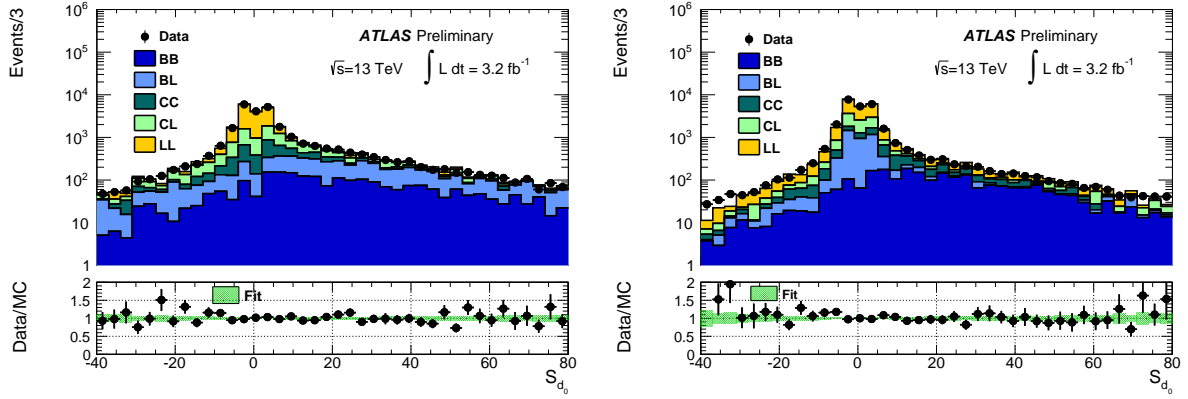 Events/3
10^6
10^5
10^4
10^3
10^2
10
1
Data
BB
BL
CC
CL
LL
ATLAS Preliminary
√s=13 TeV ∫ L dt = 3.2 fb^-1
Data/MC
2
1.5
1
0.5
0
Fit
-40 -20 0 20 40 60 80
S_d_0
Events/3
10^6
10^5
10^4
10^3
10^2
10
1
Data
BB
BL
CC
CL
LL
ATLAS Preliminary
√s=13 TeV ∫ L dt = 3.2 fb^-1
Data/MC
2
1.5
1
0.5
0
Fit
-40 -20 0 20 40 60 80
S_d_0